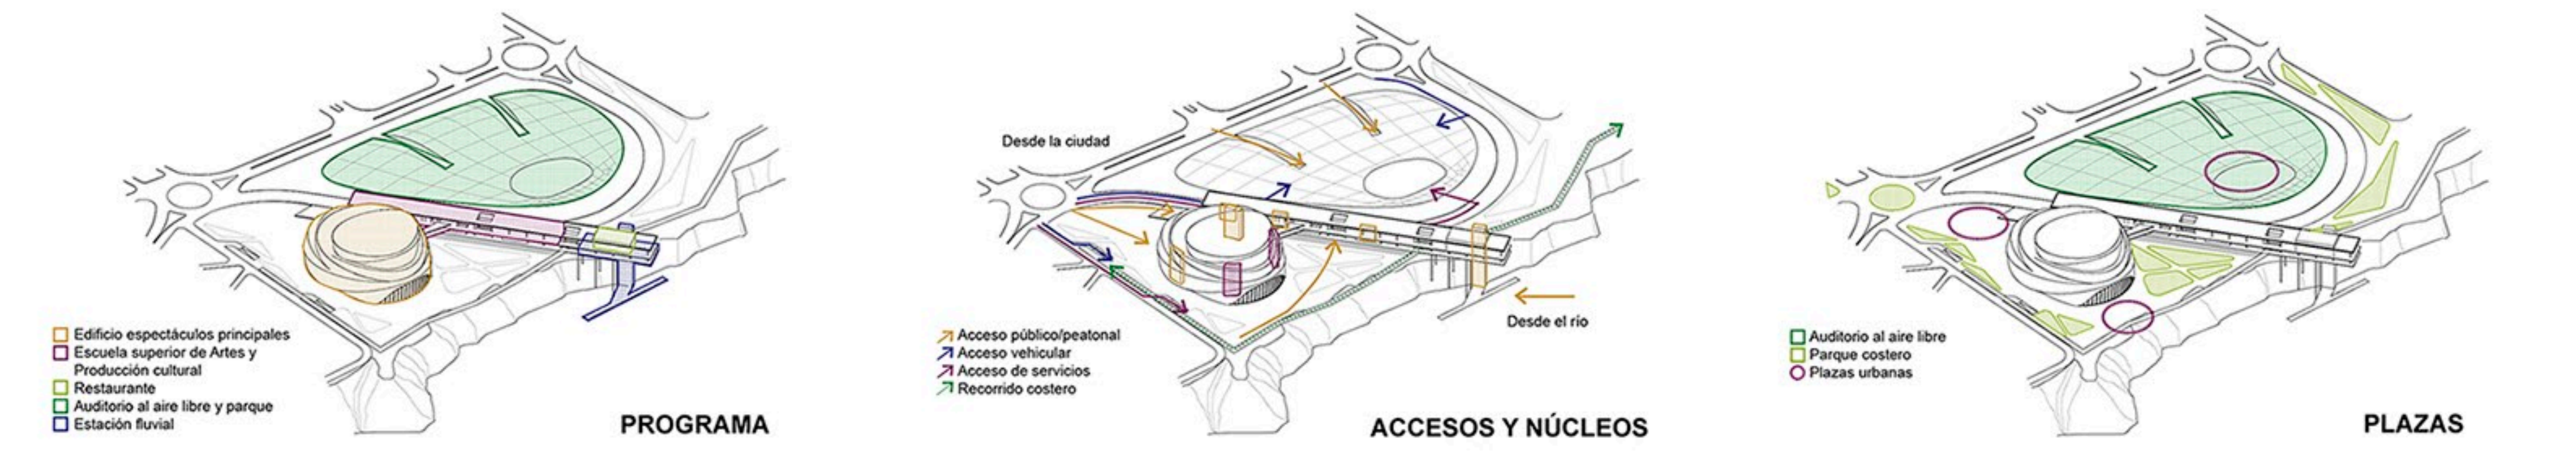 Edificio espectáculos principales
Escuela superior de Artes y
Producción cultural
Restaurante
Auditorio al aire libre y parque
Estación fluvial
PROGRAMA
Desde la ciudad
Desde el río
Acceso público/peatonal
Acceso vehicular
Acceso de servicios
Recorrido costero
ACCESOS Y NÚCLEOS
Auditorio al aire libre
Parque costero
Plazas urbanas
PLAZAS